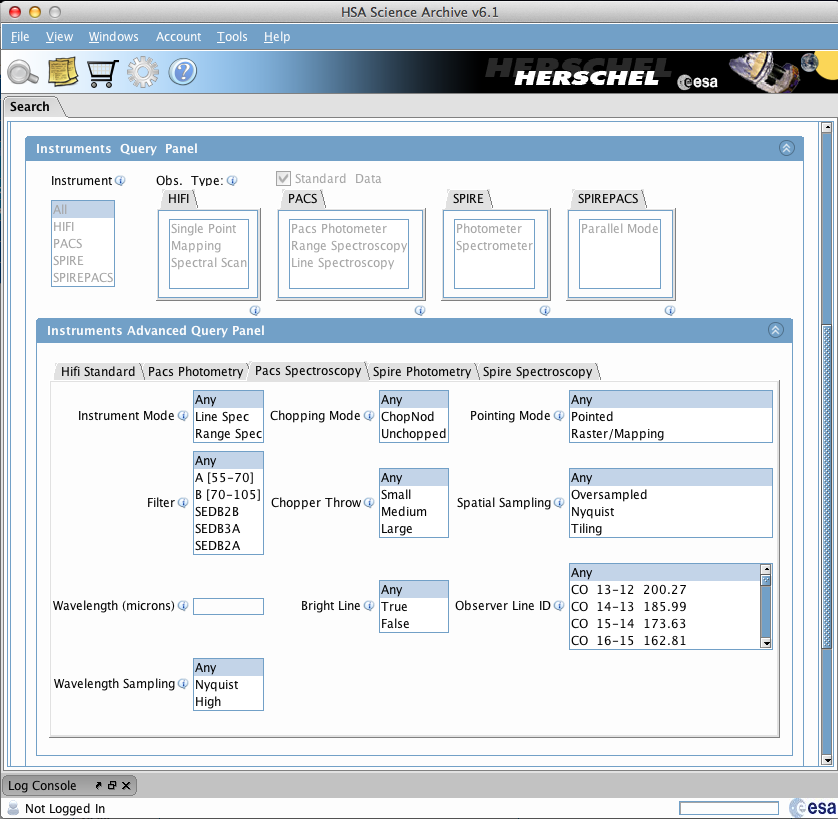 HSA Science Archive v6.1
File View Windows Account Tools Help
HERSCHEL
HERSCHEL esa
Search
Instruments Query Panel
Instrument Obs. Type: Standard Data
HIFI PACS SPIRE SPIREPACS
All
HIFI
PACS
SPIRE
SPIREPACS
Single Point
Mapping
Spectral Scan
Pacs Photometer
Range Spectroscopy
Line Spectroscopy
Photometer
Spectrometer
Parallel Mode
Instruments Advanced Query Panel
Hifi Standard Pacs Photometry Pacs Spectroscopy Spire Photometry Spire Spectroscopy
Instrument Mode
Any
Line Spec
Range Spec
Chopping Mode
Any
ChopNod
Unchopped
Pointing Mode
Any
Pointed
Raster/Mapping
Filter
Any
A [55-70]
B [70-105]
SEDB2B
SEDB3A
SEDB2A
Chopper Throw
Any
Small
Medium
Large
Spatial Sampling
Any
Oversampled
Nyquist
Tiling
Wavelength (microns)
Bright Line
Any
True
False
Observer Line ID
Any
CO 13-12 200.27
CO 14-13 185.99
CO 15-14 173.63
CO 16-15 162.81
Wavelength Sampling
Any
Nyquist
High
Log Console
Not Logged In
esa